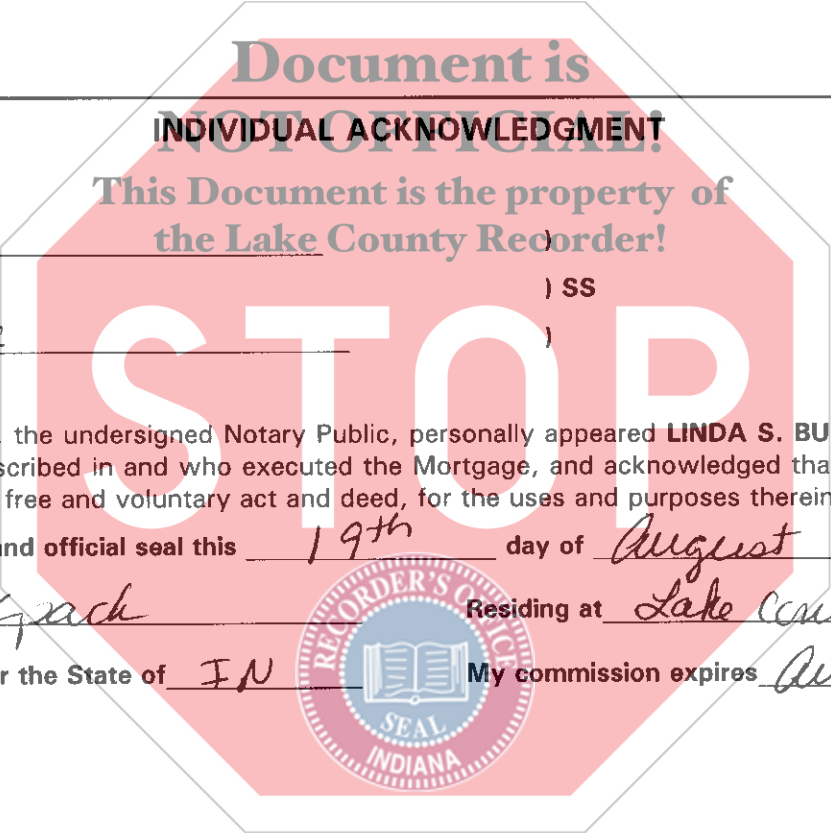 Document is
NOT OFFICIAL!
INDIVIDUAL ACKNOWLEDGMENT
This Document is the property of
the Lake County Recorder!
)
) SS
)
STOP
, the undersigned Notary Public, personally appeared LINDA S. BU
scribed in and who executed the Mortgage, and acknowledged tha
free and voluntary act and deed, for the uses and purposes therein
and official seal this 19th day of August
Residing at Lake
r the State of IN My commission expires
RECORDER'S OFFICE
SEAL
INDIANA